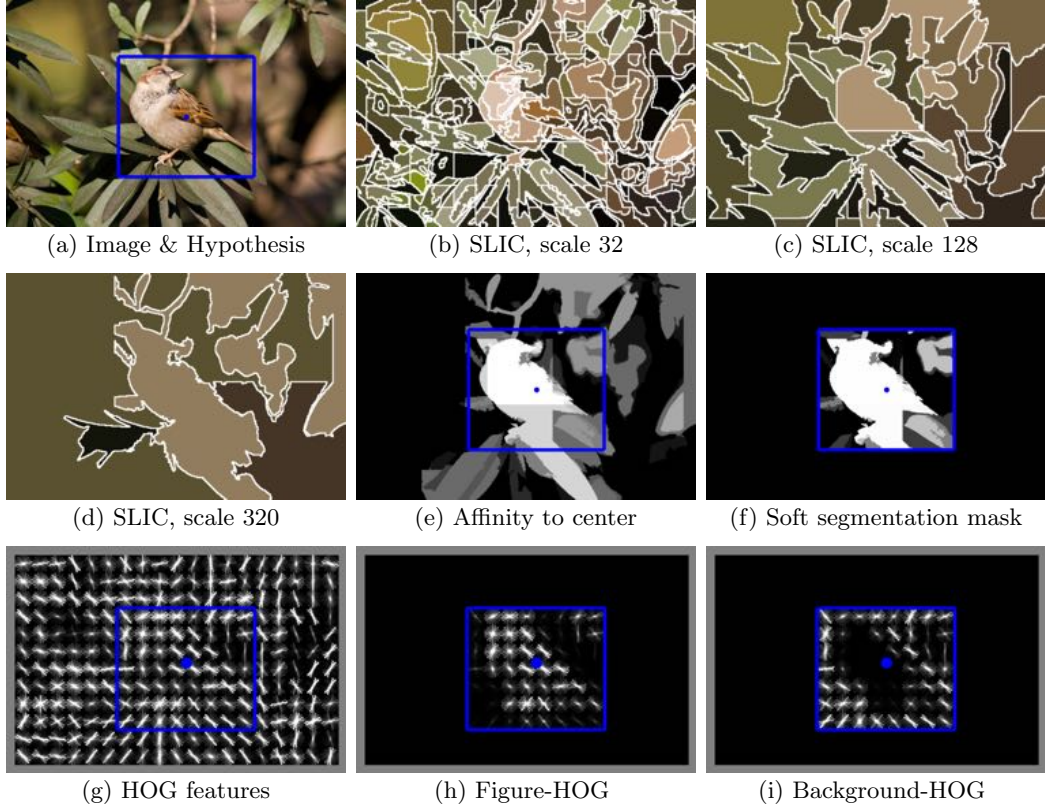 (a) Image & Hypothesis
(b) SLIC, scale 32
(c) SLIC, scale 128
(d) SLIC, scale 320
(e) Affinity to center
(f) Soft segmentation mask
(g) HOG features
(h) Figure-HOG
(i) Background-HOG